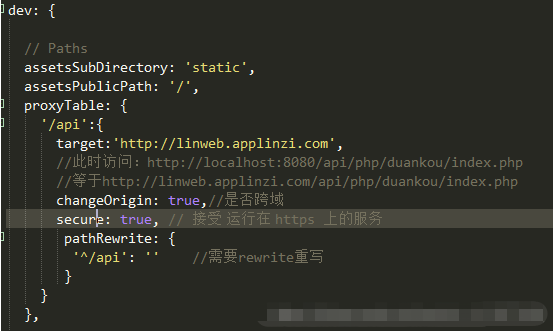 dev: {
// Paths
assetsSubDirectory: 'static',
assetsPublicPath: '/',
proxyTable: {
'/api':{
target:'http://linweb.applinzi.com',
//此时访问：http://localhost:8080/api/php/duankou/index.php
//等于http://linweb.applinzi.com/api/php/duankou/index.php
changeOrigin: true,//是否跨域
secure: true, // 接受 运行在 https 上的服务
pathRewrite: {
'^/api': '' //需要rewrite重写
}
}
},